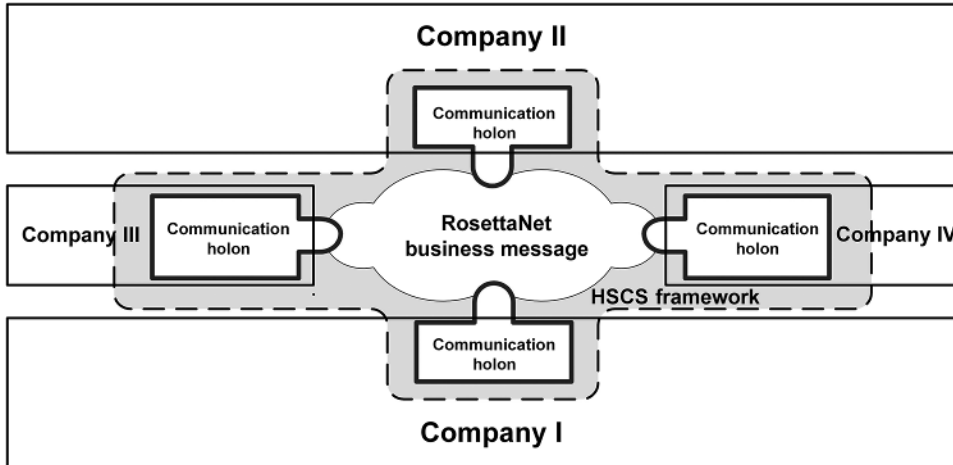 Company II
Communication
holon
Company III
Communication
holon
RosettaNet
business message
Communication
holon
Company IV
HSCS framework
Communication
holon
Company I